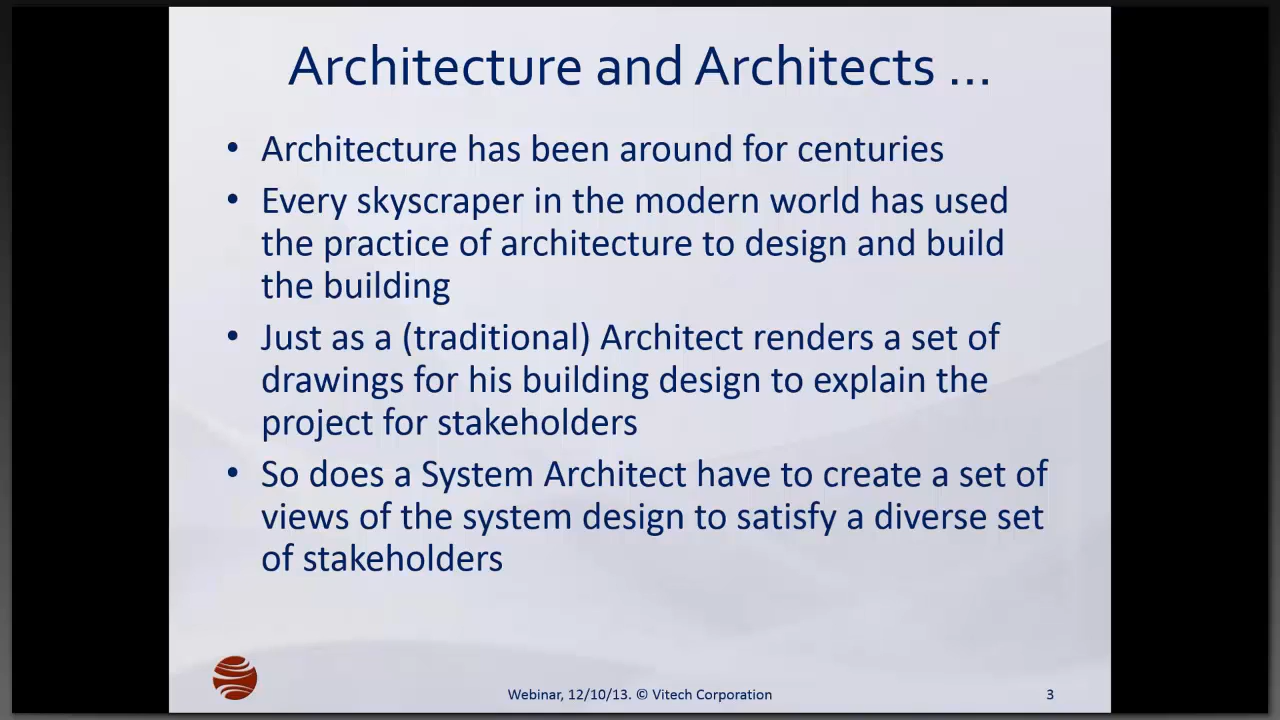 Architecture and Architects ...
• Architecture has been around for centuries
• Every skyscraper in the modern world has used
the practice of architecture to design and build
the building
• Just as a (traditional) Architect renders a set of
drawings for his building design to explain the
project for stakeholders
• So does a System Architect have to create a set of
views of the system design to satisfy a diverse set
of stakeholders
Webinar, 12/10/13. © Vitech Corporation
3